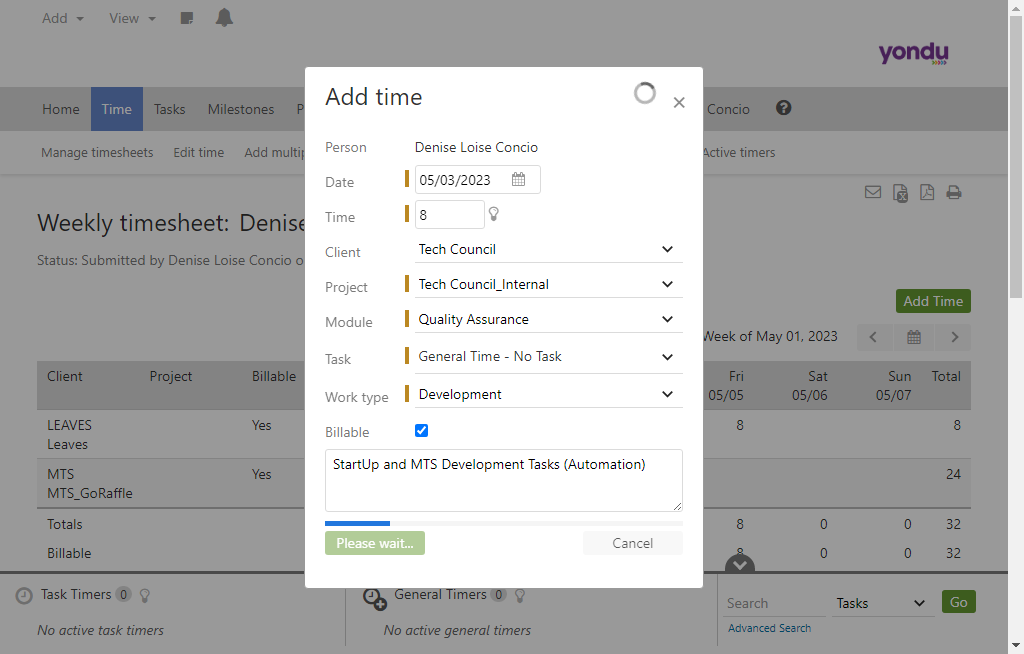 Add View
yondu
Home Time Tasks Milestones P Concio ?
Manage timesheets Edit time Add multip Active timers
Weekly timesheet: Denise
Status: Submitted by Denise Loise Concio o
Add Time
Week of May 01, 2023
Client Project Billable Fri Sat Sun Total
05/05 05/06 05/07
LEAVES Yes 8 8
Leaves
MTS Yes 24
MTS_GoRaffle
Totals 8 0 0 32
Billable 8 0 0 32
Add time
Person Denise Loise Concio
Date 05/03/2023
Time 8
Client Tech Council
Project Tech Council_Internal
Module Quality Assurance
Task General Time - No Task
Work type Development
Billable
StartUp and MTS Development Tasks (Automation)
Please wait... Cancel
Task Timers 0 General Timers 0
No active task timers No active general timers
Search Tasks Go
Advanced Search